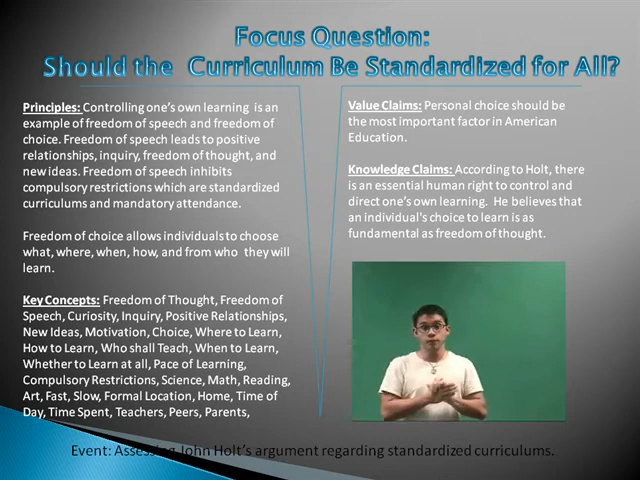 Focus Question:
Should the Curriculum Be Standardized for All?
Principles: Controlling one's own learning is an
example of freedom of speech and freedom of
choice. Freedom of speech leads to positive
relationships, inquiry, freedom of thought, and
new ideas. Freedom of speech inhibits
compulsory restrictions which are standardized
curriculums and mandatory attendance.
Freedom of choice allows individuals to choose
what, where, when, how, and from who they will
learn.
Key Concepts: Freedom of Thought, Freedom of
Speech, Curiosity, Inquiry, Positive Relationships,
New Ideas, Motivation, Choice, Where to Learn,
How to Learn, Who shall Teach, When to Learn,
Whether to Learn at all, Pace of Learning,
Compulsory Restrictions, Science, Math, Reading,
Art, Fast, Slow, Formal Location, Home, Time of
Day, Time Spent, Teachers, Peers, Parents,
Value Claims: Personal choice should be
the most important factor in American
Education.
Knowledge Claims: According to Holt, there
is an essential human right to control and
direct one's own learning. He believes that
an individual's choice to learn is as
fundamental as freedom of thought.
Event: Assessing John Holt's argument regarding standardized curriculums.